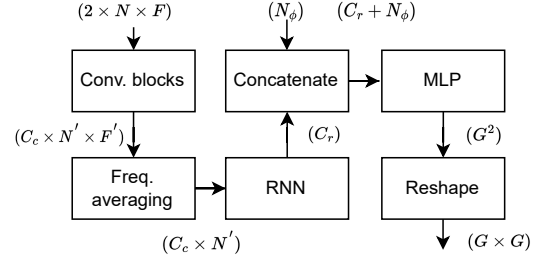 (2 × N × F)
(N_ϕ)
(C_r + N_ϕ)
Conv. blocks
Concatenate
MLP
(C_c × N′ × F′)
(C_r)
(G²)
Freq.
averaging
RNN
Reshape
(C_c × N′)
(G × G)